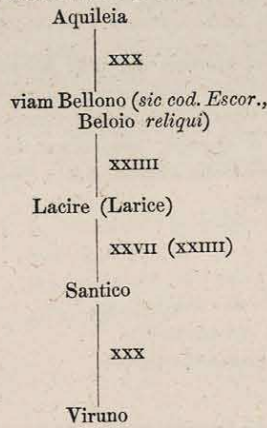 Aquileia
xxx
viam Bellono (sic cod. Escor.,
Beloio reliqui)
xxiiii
Lacire (Larice)
xxvii (xxiiii)
Santico
xxx
Viruno